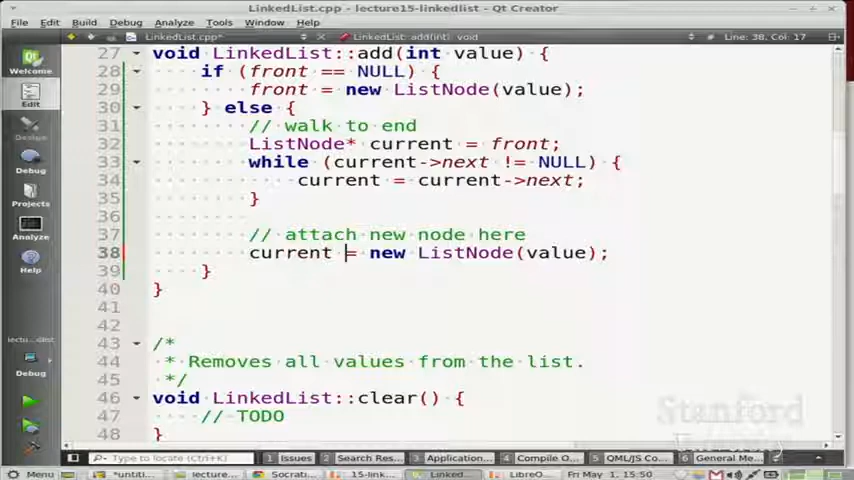 LinkedList.cpp - lecture15-linkedlist - Qt Creator
File Edit Build Debug Analyze Tools Window Help
LinkedList.cpp* LinkedList::add(int): void Line: 38, Col: 17
Welcome
Edit
Design
Debug
Projects
Analyze
Help
lectu...dlist
Debug
27 void LinkedList::add(int value) {
28 if (front == NULL) {
29 front = new ListNode(value);
30 } else {
31 // walk to end
32 ListNode* current = front;
33 while (current->next != NULL) {
34 current = current->next;
35 }
36
37 // attach new node here
38 current = new ListNode(value);
39 }
40 }
41
42
43 /*
44 * Removes all values from the list.
45 */
46 void LinkedList::clear() {
47 // TODO
48 }
Stanford
University
Type to locate (Ctrl+K) 1 Issues 2 Search Res... 3 Application... 4 Compile O... 5 QML/JS Co... 6 General Me...
Menu *untitl... lecture... Socrati... 15-link... Linked... LibreO... Fri May 1, 15:50